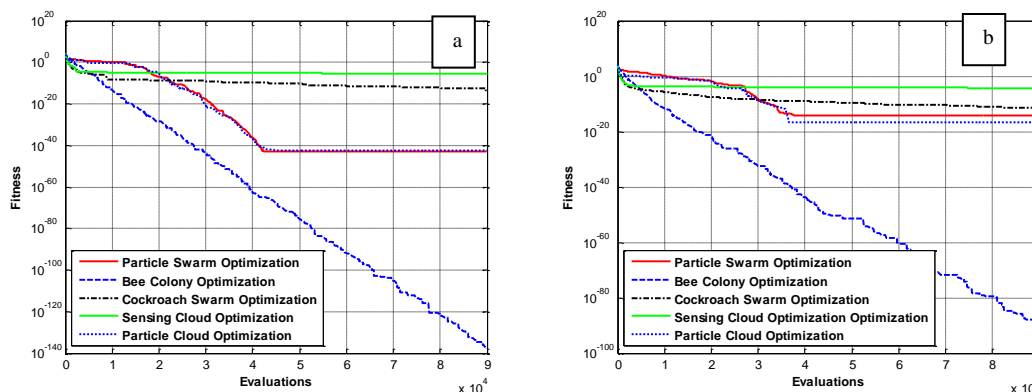 a
Fitness
10^20
10^0
10^-20
10^-40
10^-60
10^-80
10^-100
10^-120
10^-140
Particle Swarm Optimization
Bee Colony Optimization
Cockroach Swarm Optimization
Sensing Cloud Optimization
Particle Cloud Optimization
0 1 2 3 4 5 6 7 8 9
Evaluations
x 10^4
b
Fitness
10^20
10^0
10^-20
10^-40
10^-60
10^-80
10^-100
Particle Swarm Optimization
Bee Colony Optimization
Cockroach Swarm Optimization
Sensing Cloud Optimization Optimization
Particle Cloud Optimization
0 1 2 3 4 5 6 7 8
Evaluations
x 10